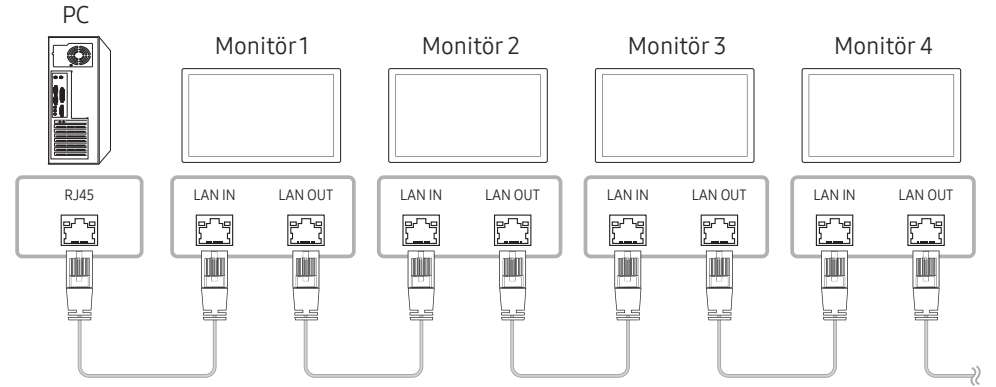 PC
Monitör 1
Monitör 2
Monitör 3
Monitör 4
RJ45
LAN IN
LAN OUT
LAN IN
LAN OUT
LAN IN
LAN OUT
LAN IN
LAN OUT